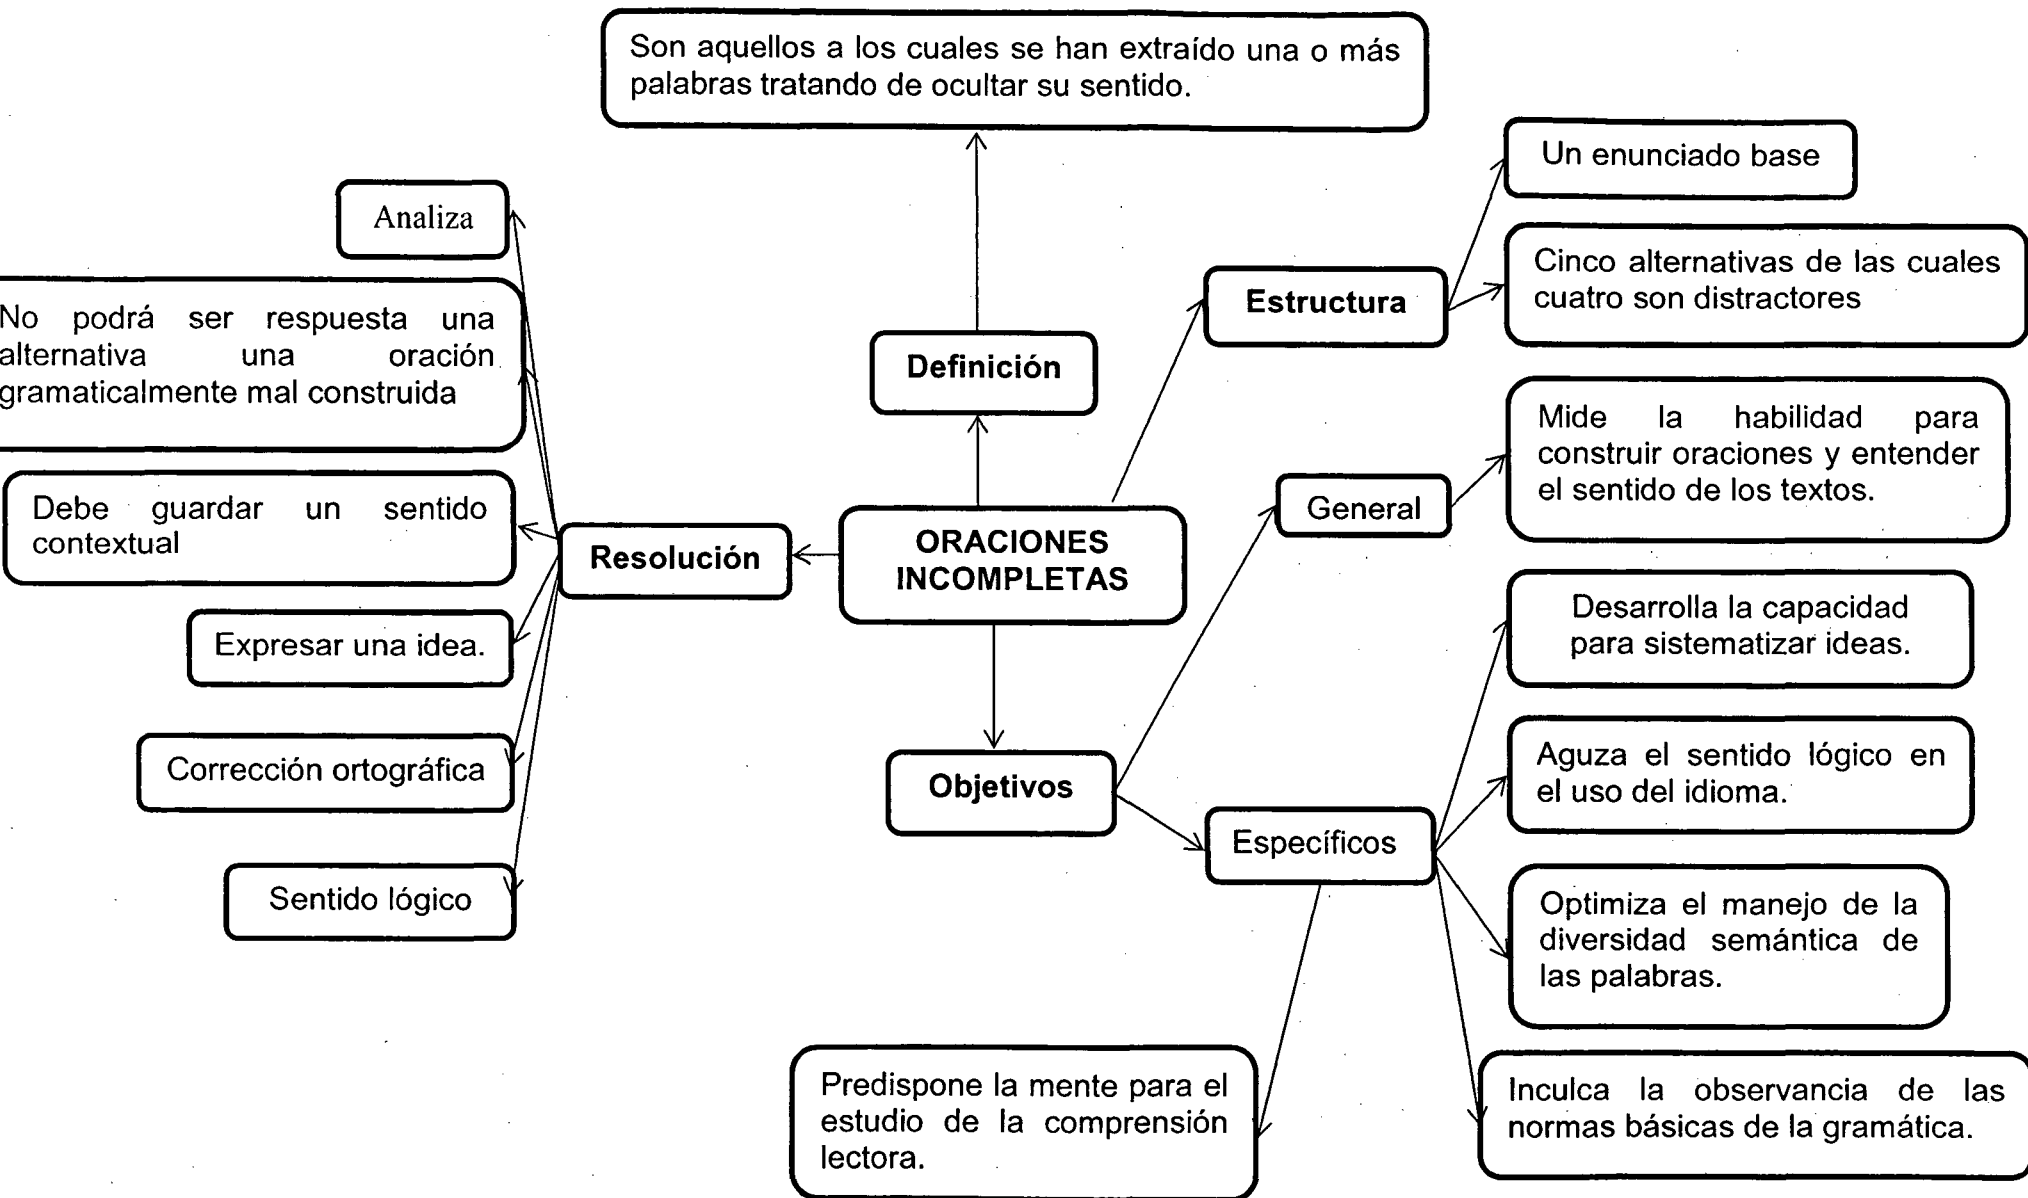 Son aquellos a los cuales se han extraído una o más
palabras tratando de ocultar su sentido.
Analiza
No podrá ser respuesta una
alternativa una oración
gramaticalmente mal construida
Debe guardar un sentido
contextual
Expresar una idea.
Corrección ortográfica
Sentido lógico
Resolución
Definición
ORACIONES
INCOMPLETAS
Objetivos
Estructura
Un enunciado base
Cinco alternativas de las cuales
cuatro son distractores
General
Mide la habilidad para
construir oraciones y entender
el sentido de los textos.
Específicos
Desarrolla la capacidad
para sistematizar ideas.
Aguza el sentido lógico en
el uso del idioma.
Optimiza el manejo de la
diversidad semántica de
las palabras.
Inculca la observancia de las
normas básicas de la gramática.
Predispone la mente para el
estudio de la comprensión
lectora.